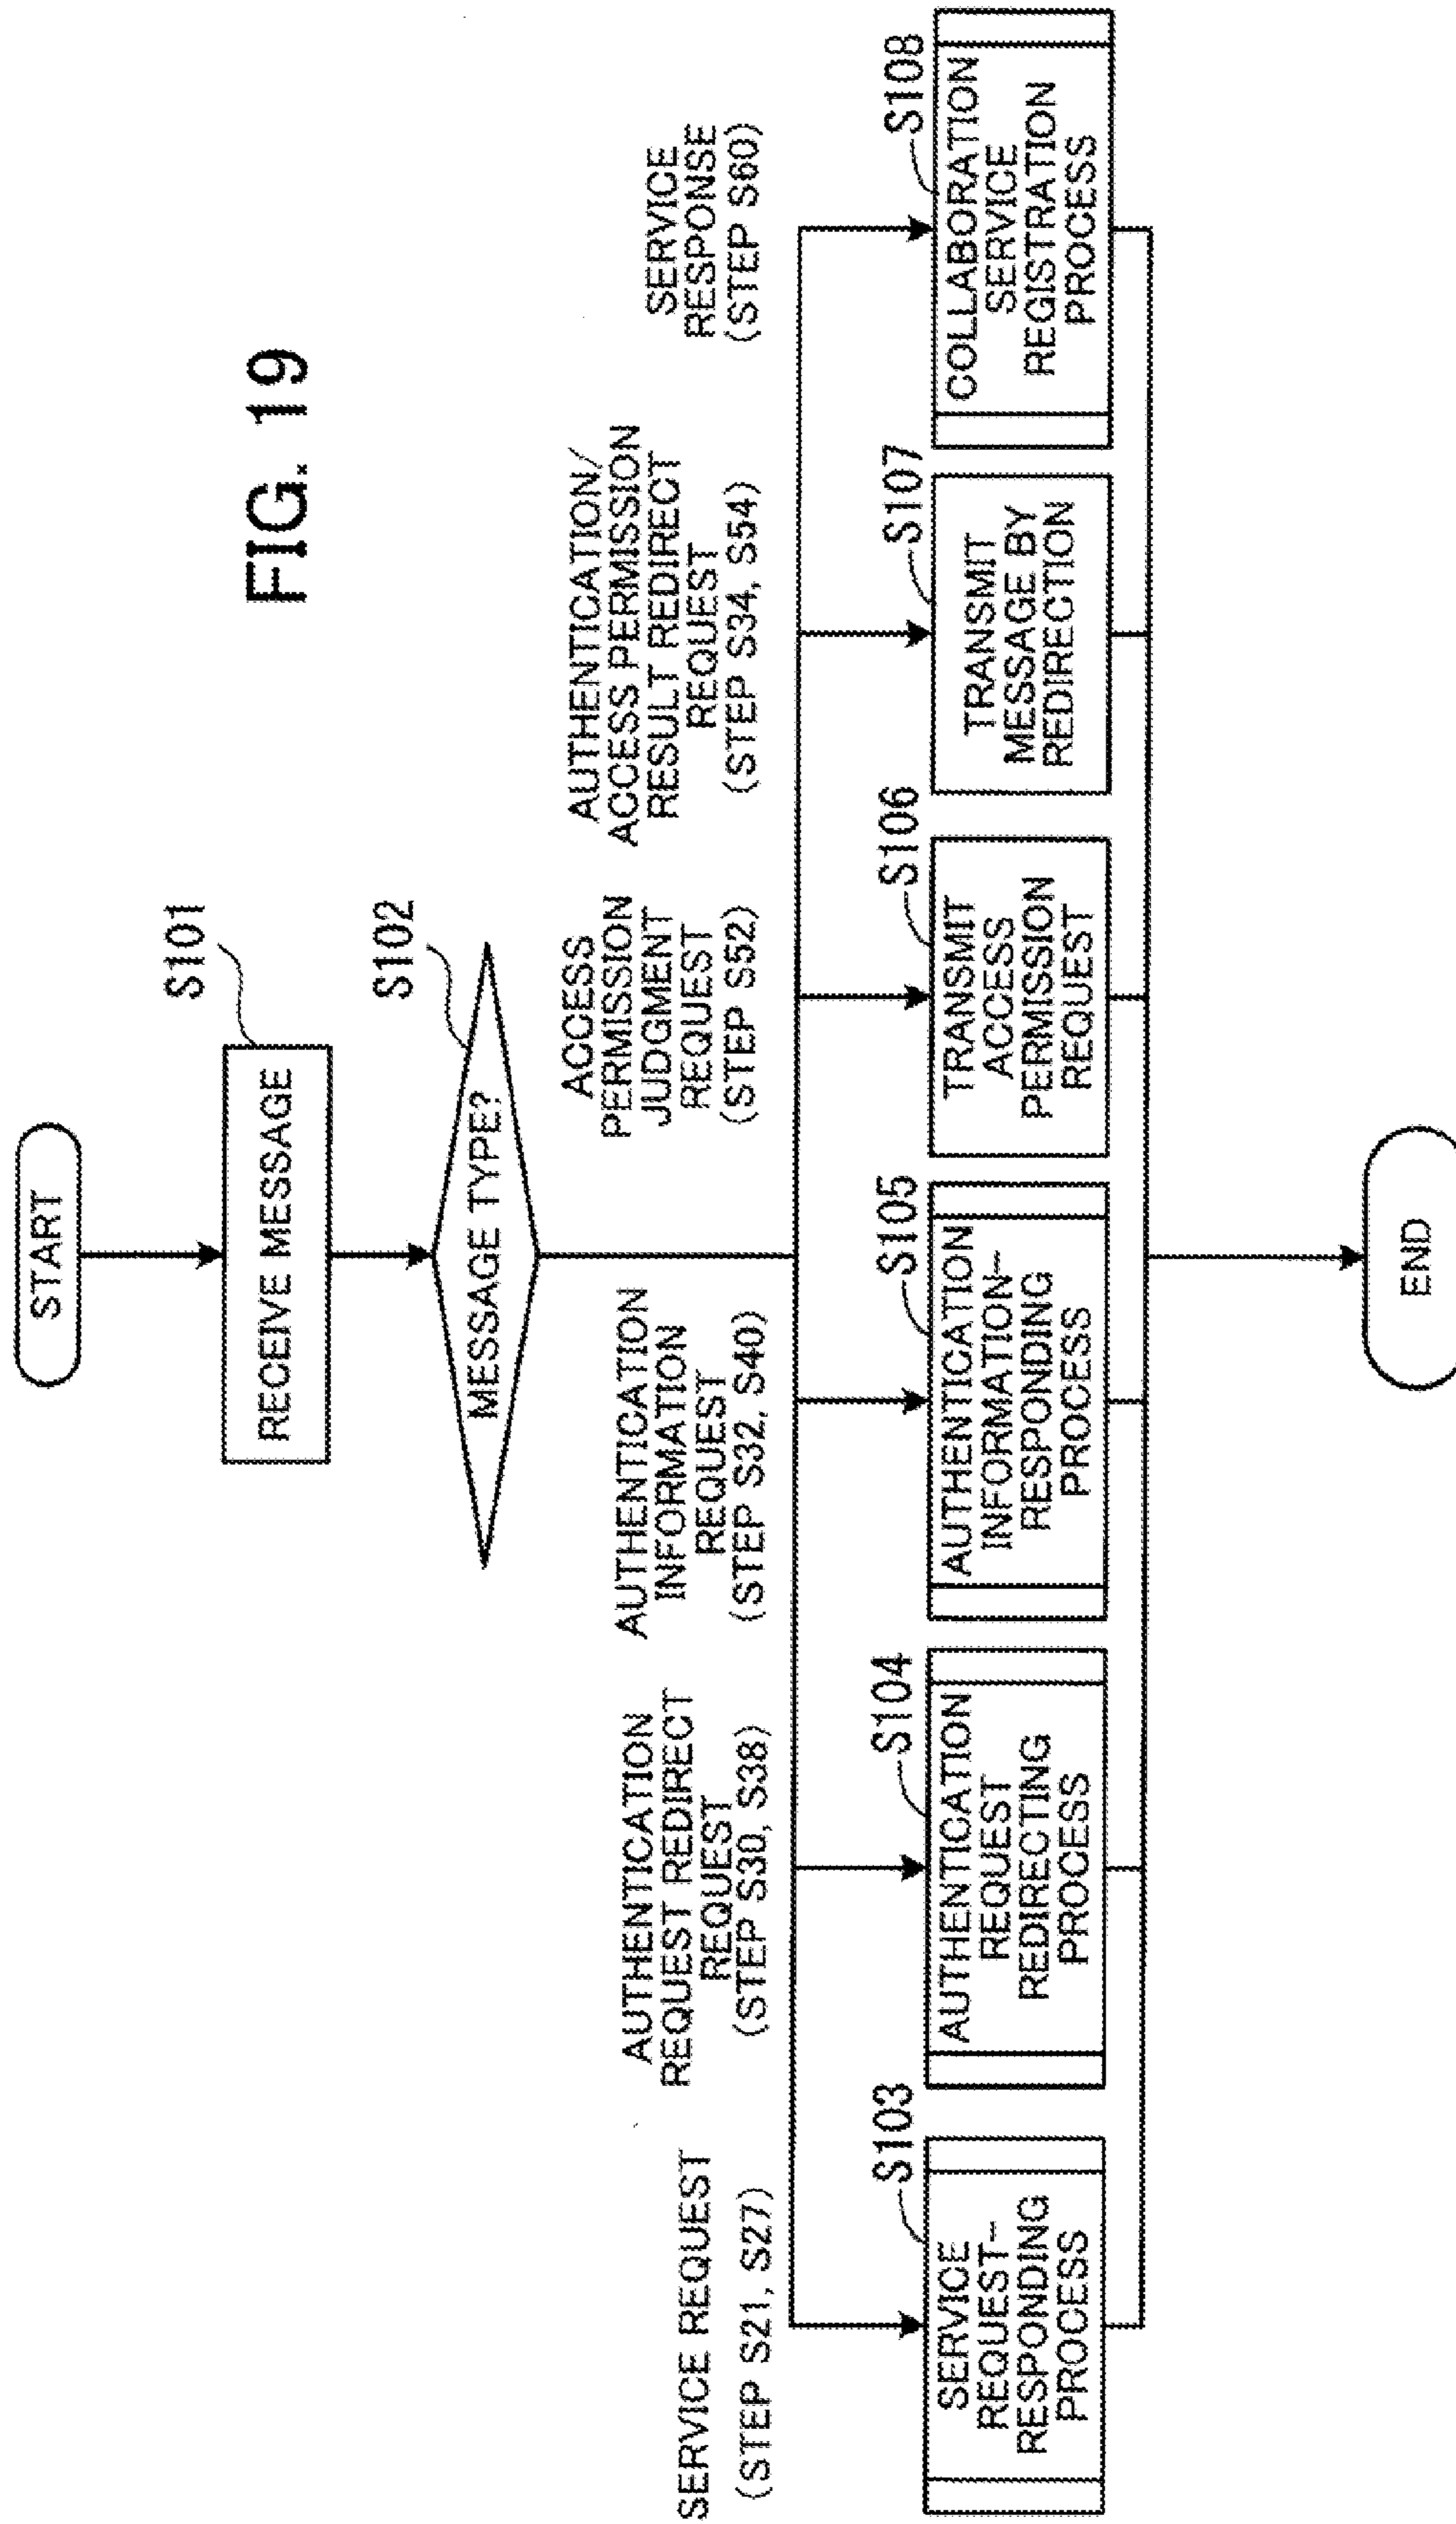 FIG. 19
START
S101
RECEIVE MESSAGE
S102
MESSAGE TYPE?
SERVICE REQUEST
(STEP S21, S27)
AUTHENTICATION
REQUEST REDIRECT
REQUEST
(STEP S30, S38)
AUTHENTICATION
INFORMATION
REQUEST
(STEP S32, S40)
ACCESS
PERMISSION
JUDGMENT
REQUEST
(STEP S52)
AUTHENTICATION/
ACCESS PERMISSION
RESULT REDIRECT
REQUEST
(STEP S34, S54)
SERVICE
RESPONSE
(STEP S60)
S103
SERVICE
REQUEST-
RESPONDING
PROCESS
S104
AUTHENTICATION
REQUEST
REDIRECTING
PROCESS
S105
AUTHENTICATION
INFORMATION-
RESPONDING
PROCESS
S106
TRANSMIT
ACCESS
PERMISSION
REQUEST
S107
TRANSMIT
MESSAGE BY
REDIRECTION
S108
COLLABORATION
SERVICE
REGISTRATION
PROCESS
END